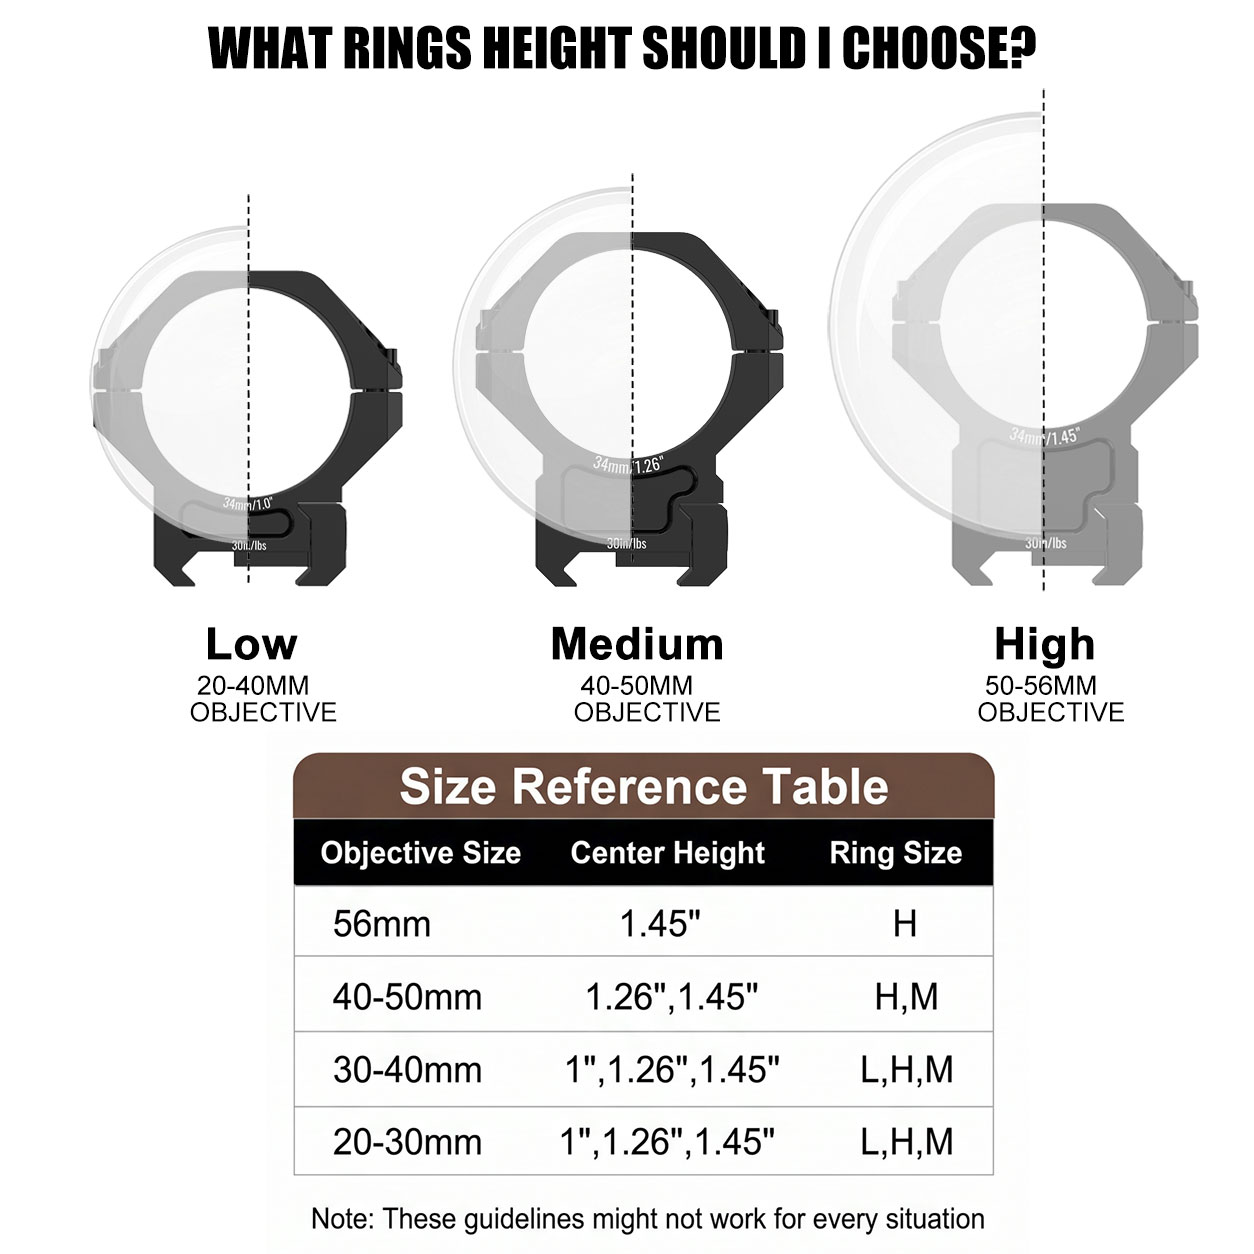 WHAT RINGS HEIGHT SHOULD I CHOOSE?
34mm/1.0"
30in/lbs
34mm/1.26"
30in/lbs
34mm/1.45"
30in/lbs
Low
20-40MM
OBJECTIVE
Medium
40-50MM
OBJECTIVE
High
50-56MM
OBJECTIVE
Size Reference Table
Objective Size Center Height Ring Size
56mm 1.45" H
40-50mm 1.26",1.45" H,M
30-40mm 1",1.26",1.45" L,H,M
20-30mm 1",1.26",1.45" L,H,M
Note: These guidelines might not work for every situation